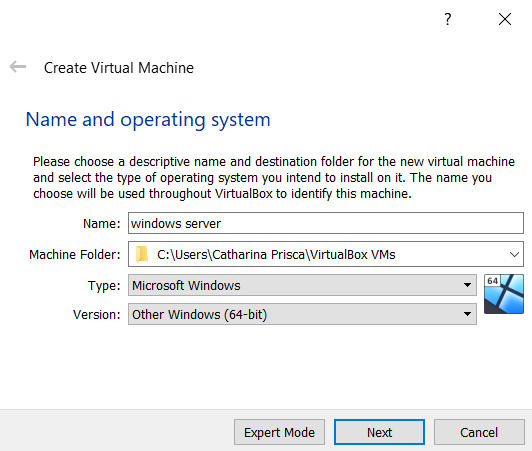 ?
Create Virtual Machine
Name and operating system
Please choose a descriptive name and destination folder for the new virtual machine
and select the type of operating system you intend to install on it. The name you
choose will be used throughout VirtualBox to identify this machine.
Name: windows server
Machine Folder: C:\Users\Catharina Prisca\VirtualBox VMs
Type: Microsoft Windows
64
Version: Other Windows (64-bit)
Expert Mode Next Cancel